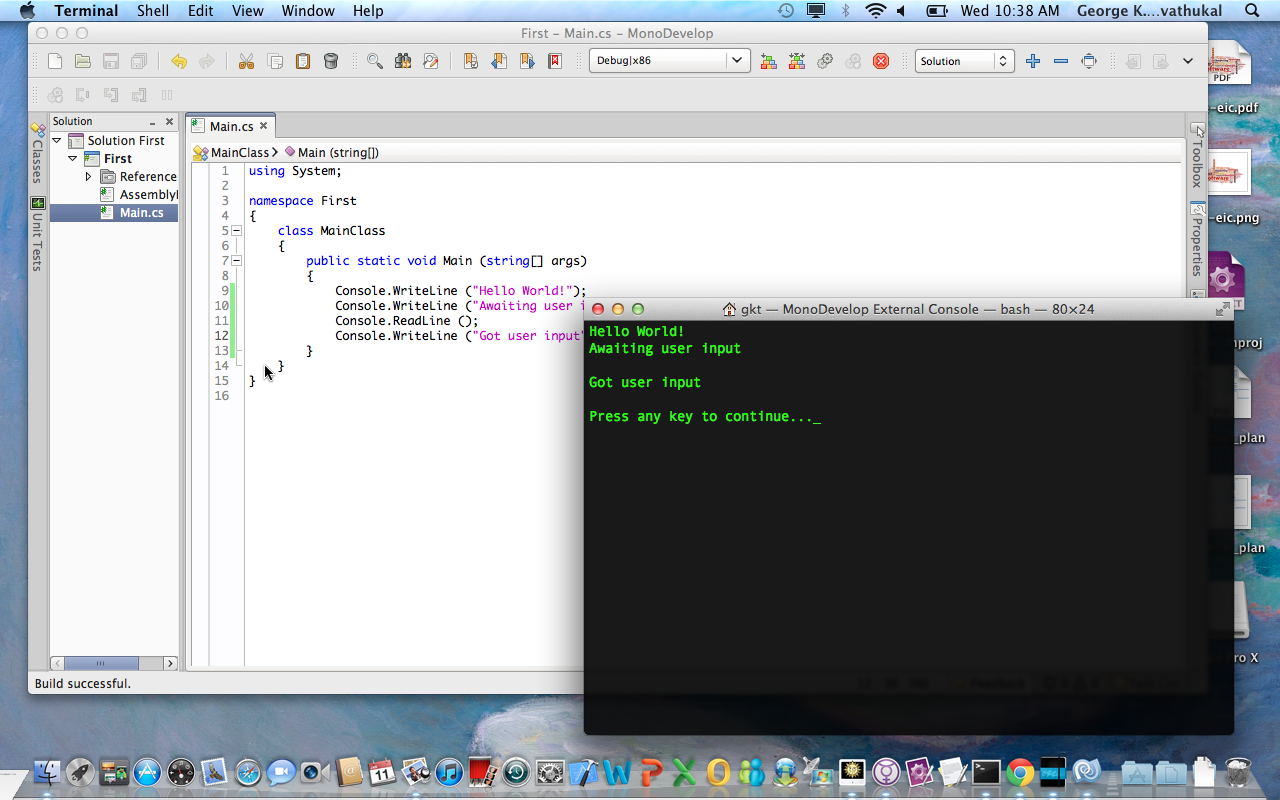 Terminal Shell Edit View Window Help Wed 10:38 AM George K....vathukal
First – Main.cs – MonoDevelop
Debug|x86 Solution
Solution
Main.cs
Solution First
First
Reference
Assembly
Main.cs
Classes
Unit Tests
MainClass Main (string[])
1 using System;
2
3 namespace First
4 {
5 class MainClass
6 {
7 public static void Main (string[] args)
8 {
9 Console.WriteLine ("Hello World!");
10 Console.WriteLine ("Awaiting user i
11 Console.ReadLine ();
12 Console.WriteLine ("Got user input"
13 }
14 }
15 }
16
Build successful.
Toolbox
Properties
gkt — MonoDevelop External Console — bash — 80×24
Hello World!
Awaiting user input
Got user input
Press any key to continue..._
PDF
-eic.pdf
-eic.png
nproj
_plan
_plan
ro X
11